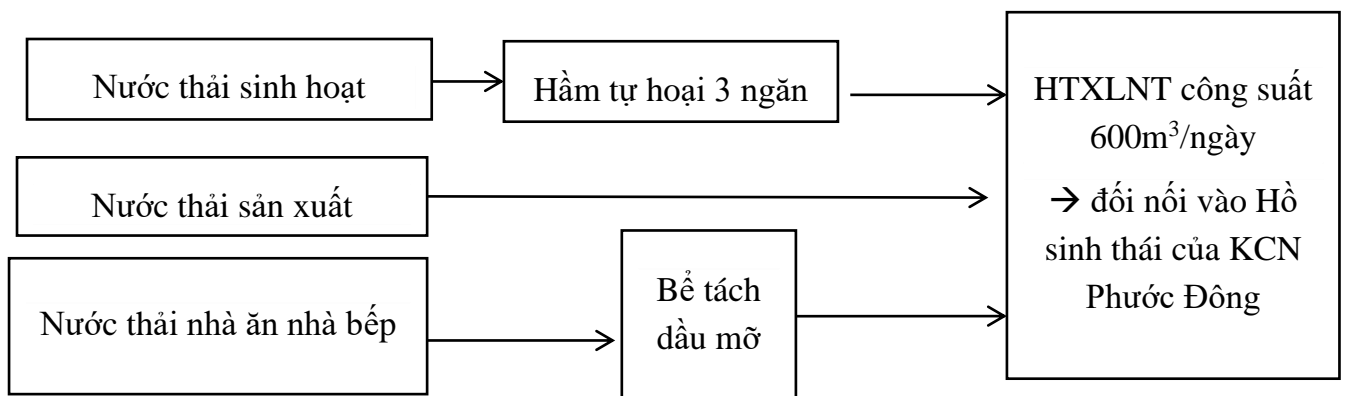 Nước thải sinh hoạt
Hầm tự hoại 3 ngăn
HTXLNT công suất
600m³/ngày
→ đối nối vào Hồ
sinh thái của KCN
Phước Đông
Nước thải sản xuất
Nước thải nhà ăn nhà bếp
Bể tách
dầu mỡ